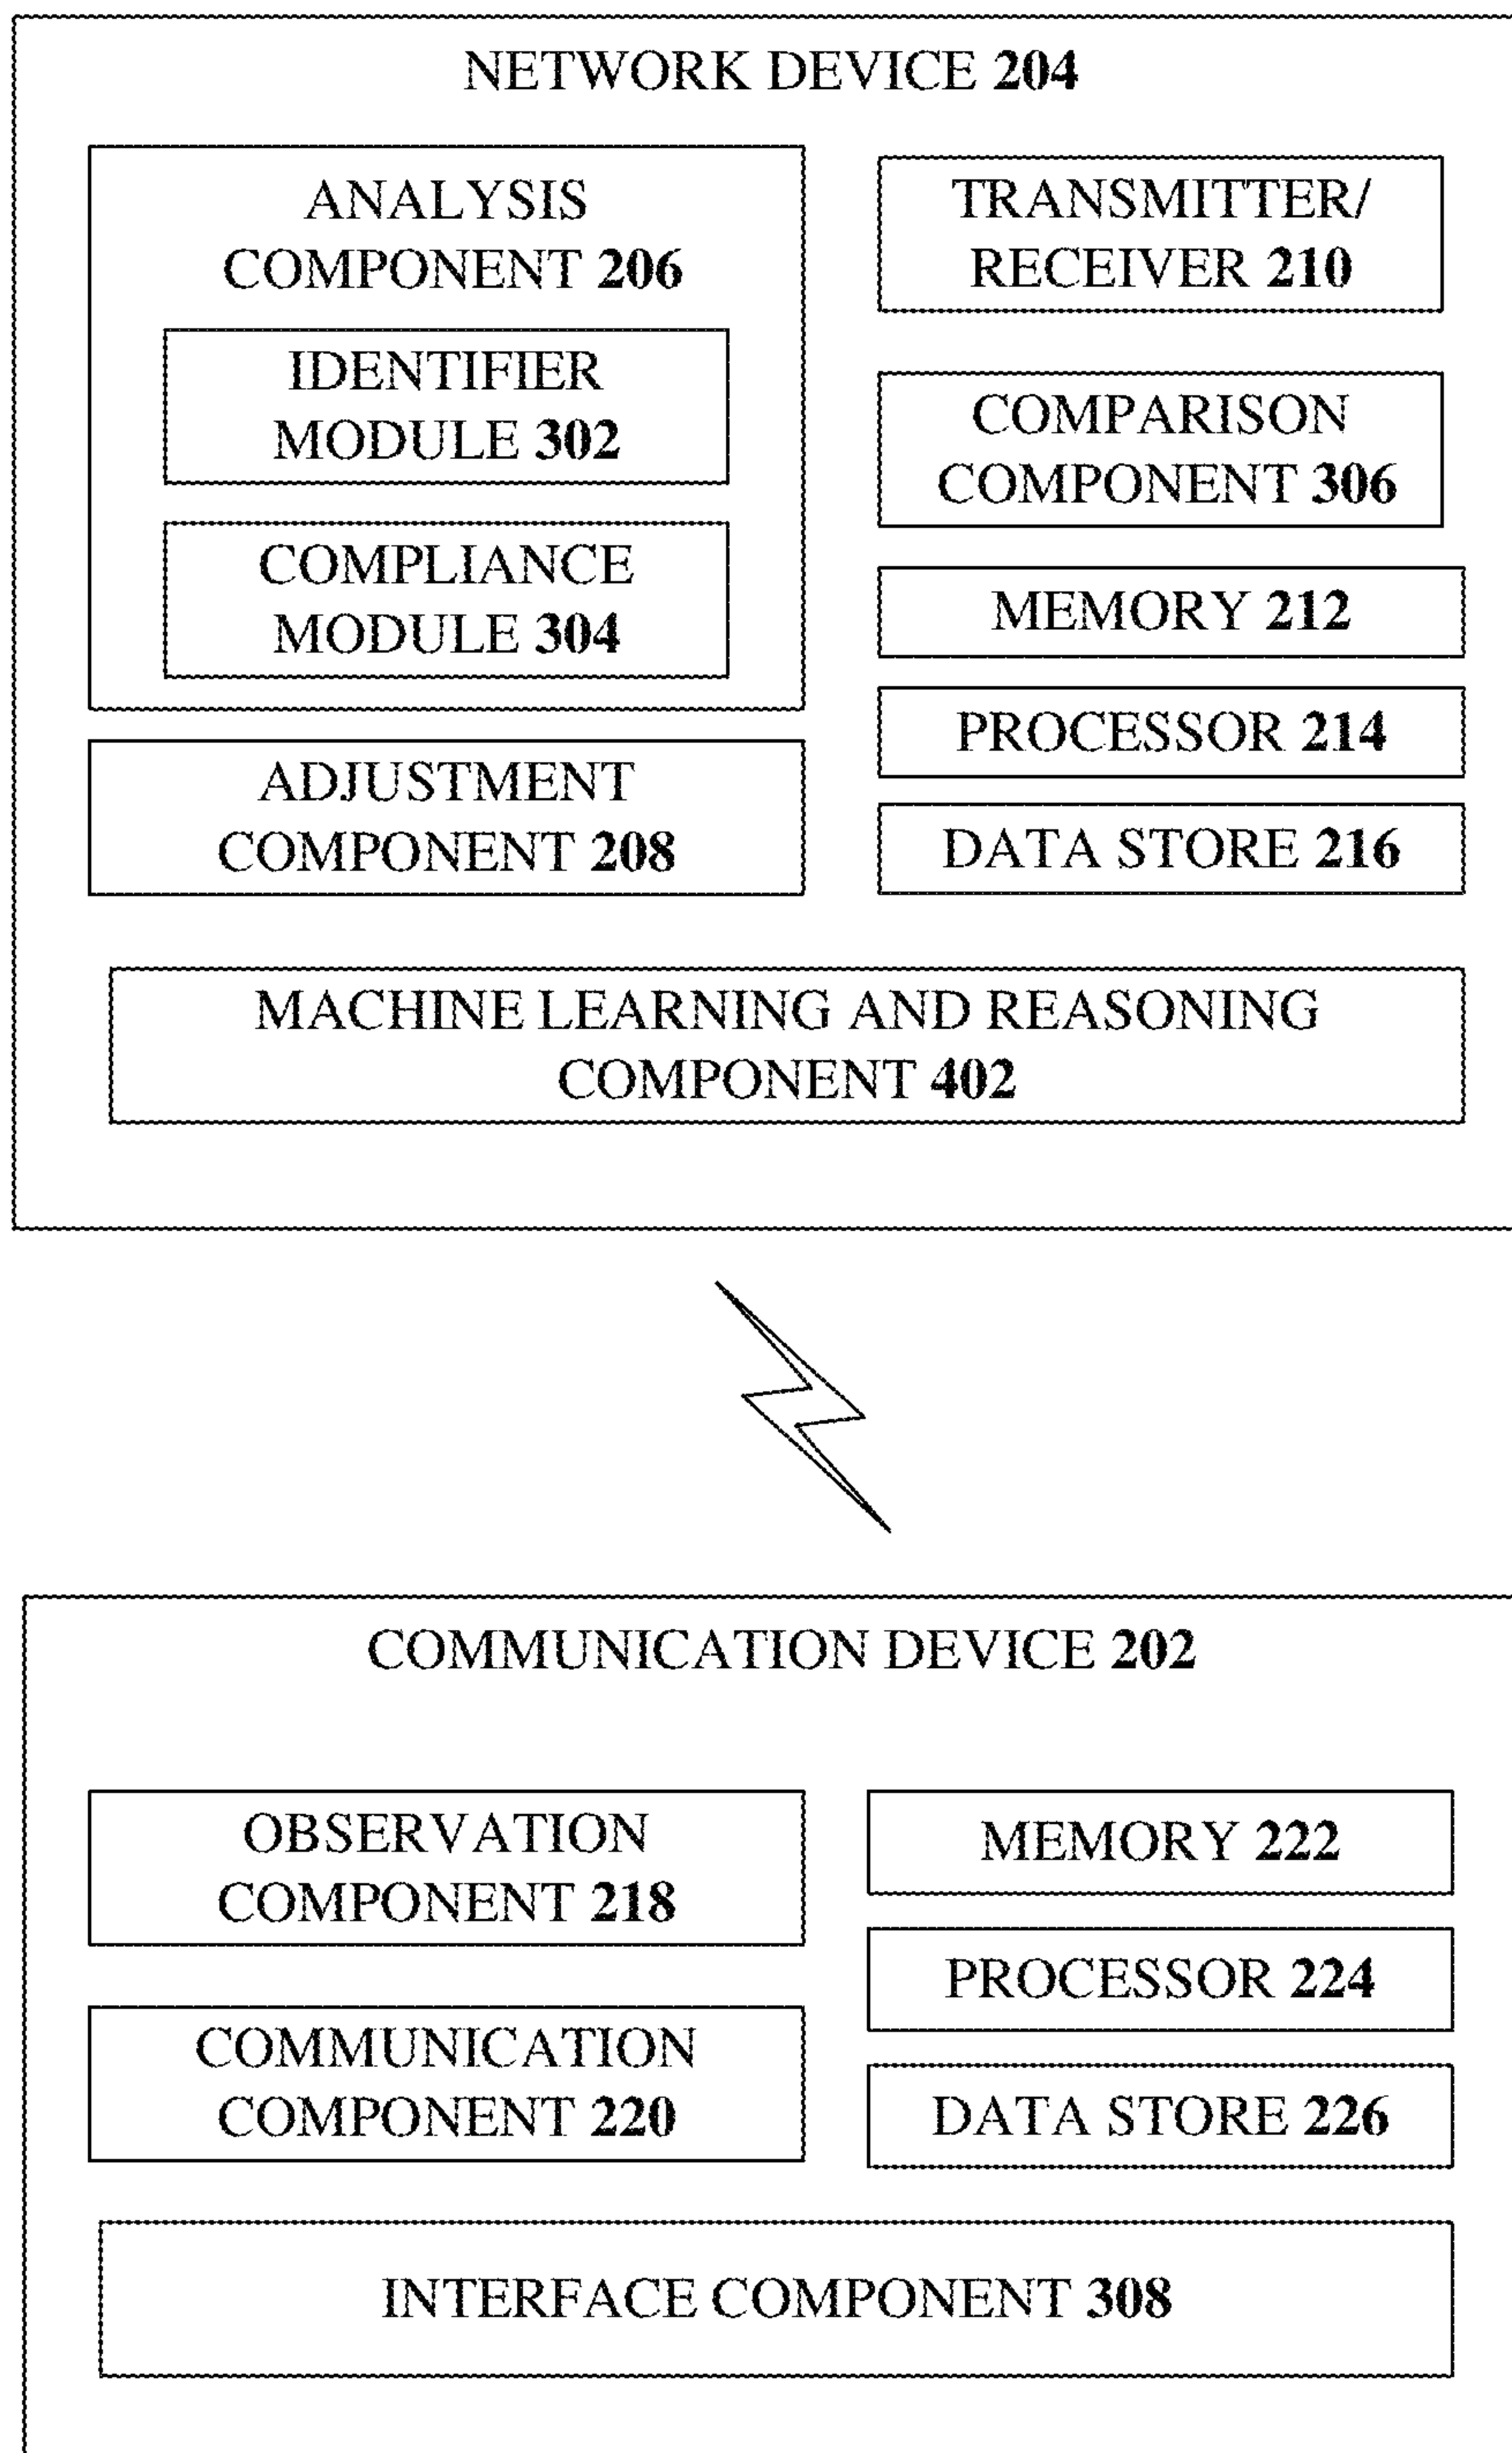 NETWORK DEVICE 204
ANALYSIS
COMPONENT 206
IDENTIFIER
MODULE 302
COMPLIANCE
MODULE 304
ADJUSTMENT
COMPONENT 208
TRANSMITTER/
RECEIVER 210
COMPARISON
COMPONENT 306
MEMORY 212
PROCESSOR 214
DATA STORE 216
MACHINE LEARNING AND REASONING
COMPONENT 402
COMMUNICATION DEVICE 202
OBSERVATION
COMPONENT 218
COMMUNICATION
COMPONENT 220
MEMORY 222
PROCESSOR 224
DATA STORE 226
INTERFACE COMPONENT 308